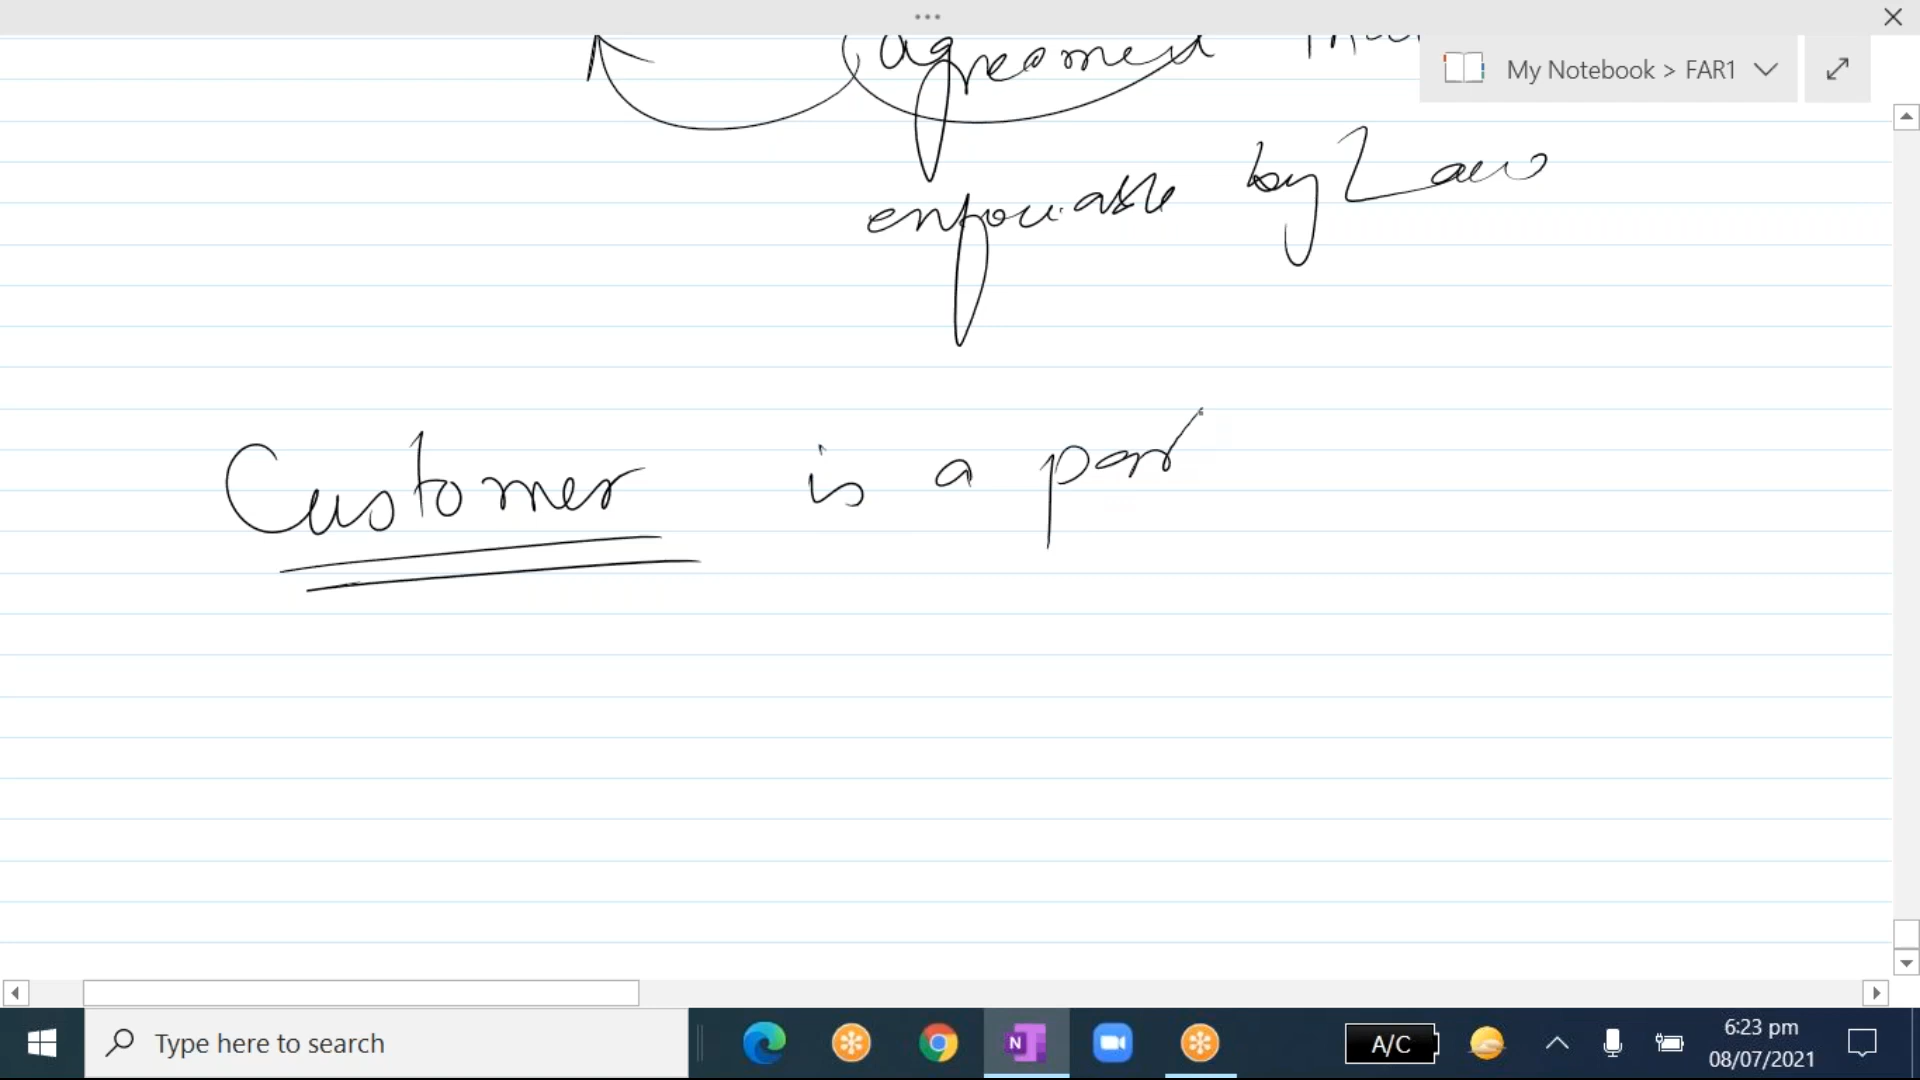 agreement
My Notebook > FAR1
enforceable by Law
Customer is a par
Type here to search
A/C
6:23 pm
08/07/2021